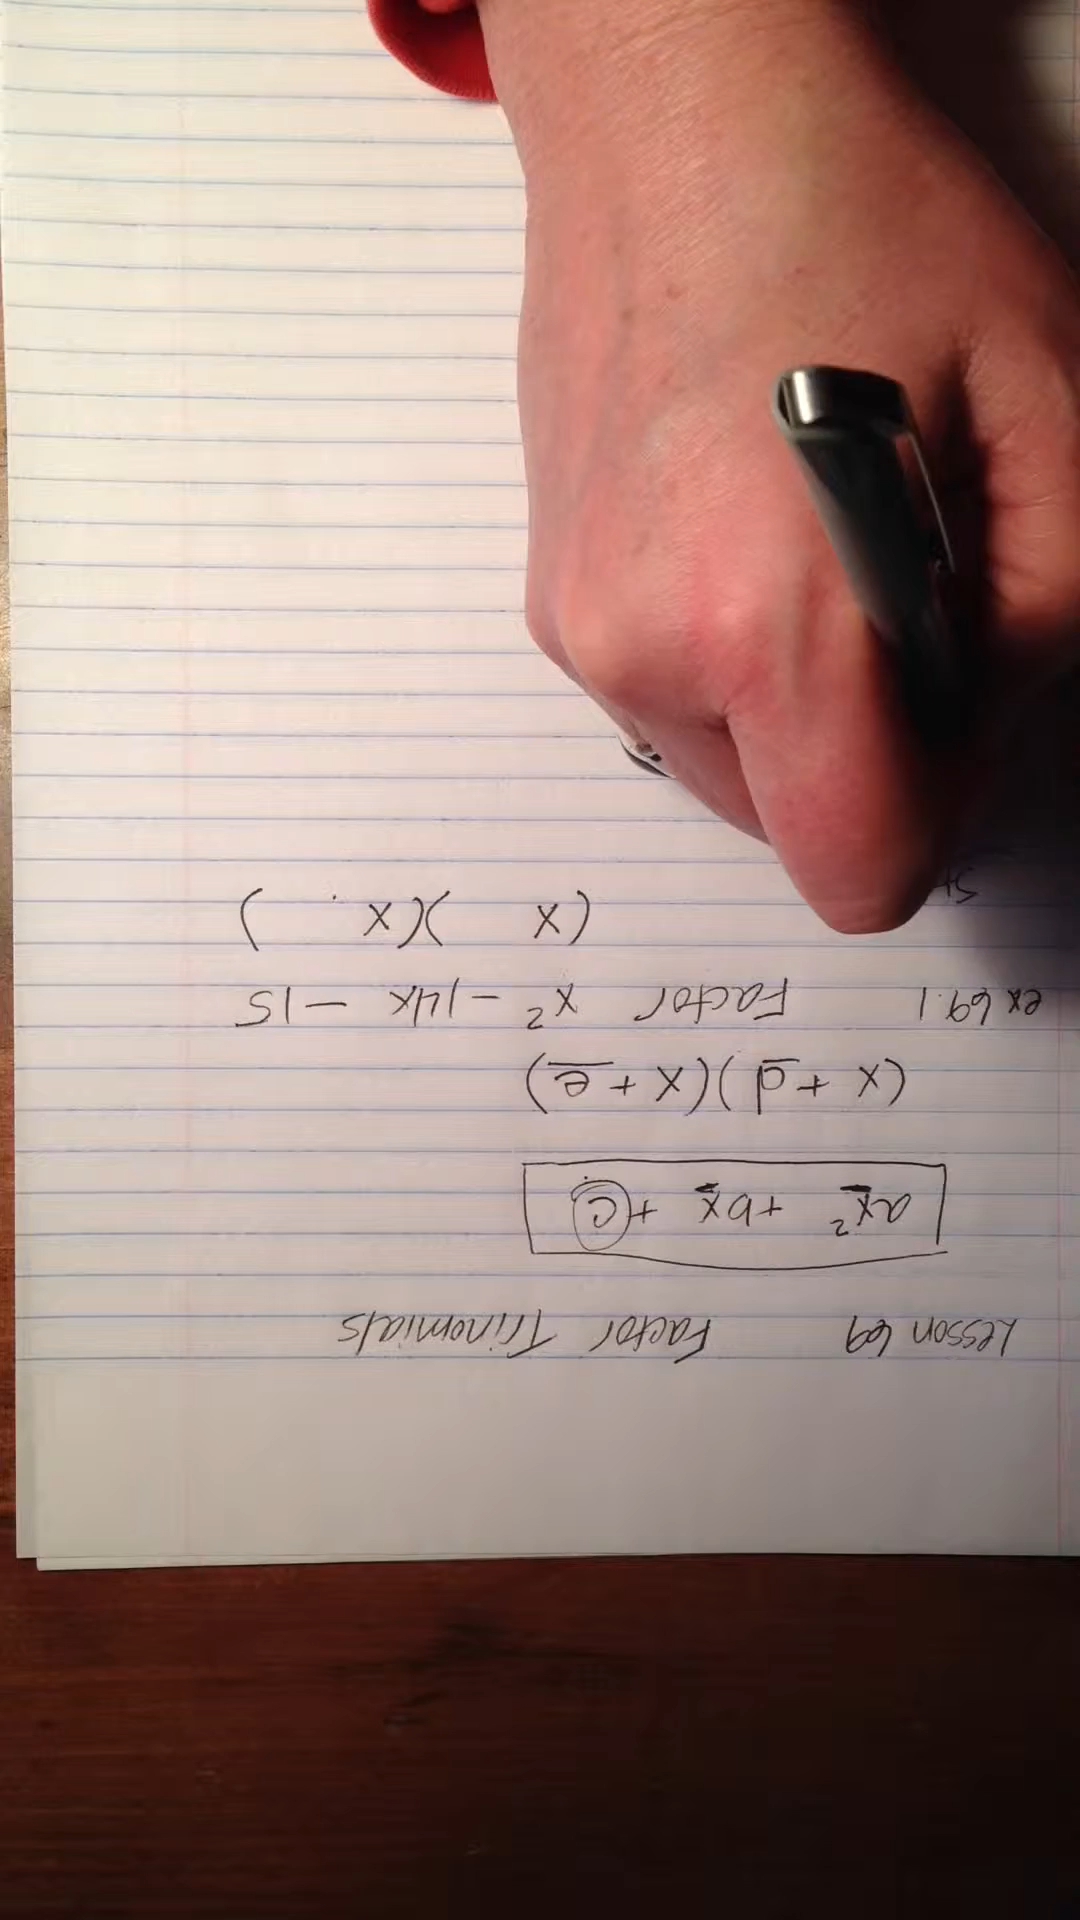 Lesson 69 Factor Trinomials
ax² + bx + c
(x + d)(x + e)
ex 69.1 Factor x² - 14x - 15
(x )(x )